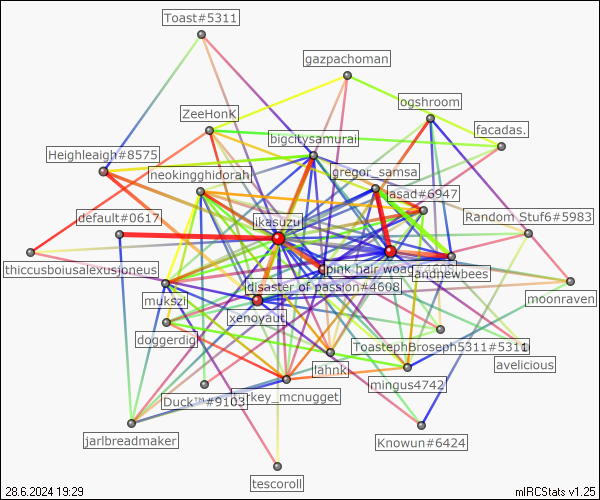 Toast#5311
gazpachoman
ogshroom
ZeeHonK
facadas.
bigcitysamurai
Heighleaigh#8575
gregor_samsa
neokingghidorah
asad#6947
default#0617
ikasuzu
Random Stuf6#5983
thiccusboiusalexusjoneus
pink hair woad
landnewbees
disaster of passion#4608
mukszi
moonraven
xenoyaut
doggerdig
ToastephBroseph5311#5311
avelicious
lahnk
mingus4742
Duck™#9103
key_mcnugget
jarlbreadmaker
Knowun#6424
tescoroll
28.6.2024 19:29
mIRCStats v1.25